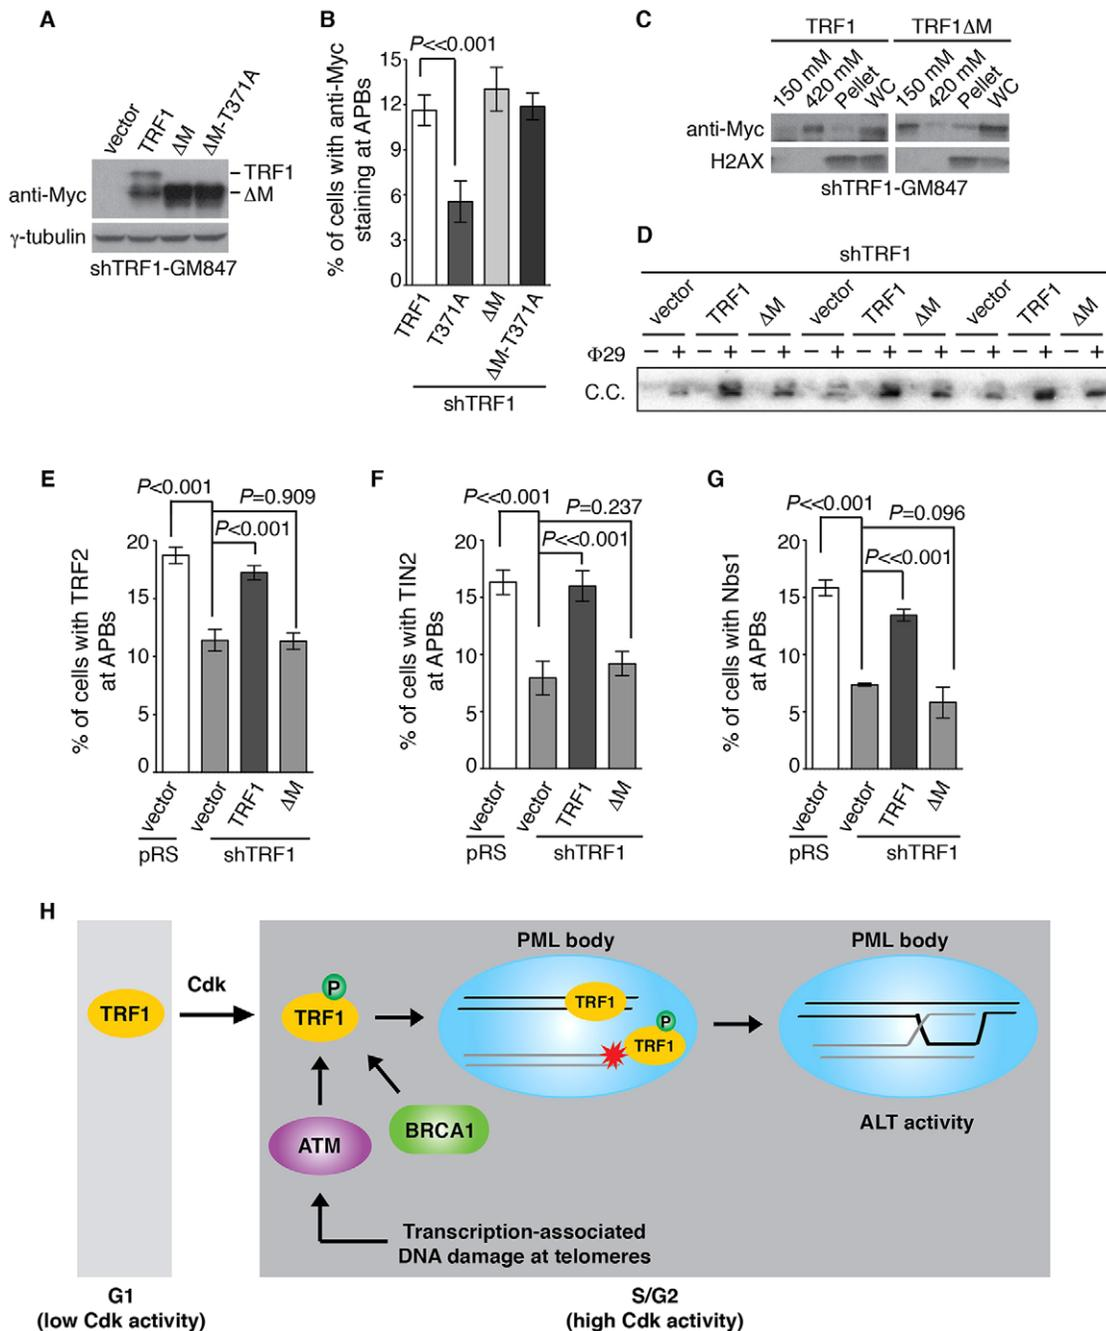 A
vector
TRF1
ΔM
ΔM-T371A
anti-Myc
TRF1
ΔM
γ-tubulin
shTRF1-GM847
B
P<<0.001
% of cells with anti-Myc
staining at APBs
15
12
9
6
3
0
TRF1
T371A
ΔM
ΔM-T371A
shTRF1
C
TRF1
TRF1ΔM
150 mM
420 mM
Pellet
WC
150 mM
420 mM
Pellet
WC
anti-Myc
H2AX
shTRF1-GM847
D
shTRF1
vector
TRF1
ΔM
vector
TRF1
ΔM
vector
TRF1
ΔM
Φ29 − + − + − + − + − + − + − + − + − +
C.C.
E
P<0.001
P=0.909
P<0.001
% of cells with TRF2
at APBs
20
15
10
5
0
vector
vector
TRF1
ΔM
pRS
shTRF1
F
P<<0.001
P=0.237
P<<0.001
% of cells with TIN2
at APBs
20
15
10
5
0
vector
vector
TRF1
ΔM
pRS
shTRF1
G
P<<0.001
P=0.096
P<<0.001
% of cells with Nbs1
at APBs
20
15
10
5
0
vector
vector
TRF1
ΔM
pRS
shTRF1
H
TRF1
Cdk
P
TRF1
ATM
BRCA1
Transcription-associated
DNA damage at telomeres
PML body
TRF1
P
TRF1
PML body
ALT activity
G1
(low Cdk activity)
S/G2
(high Cdk activity)